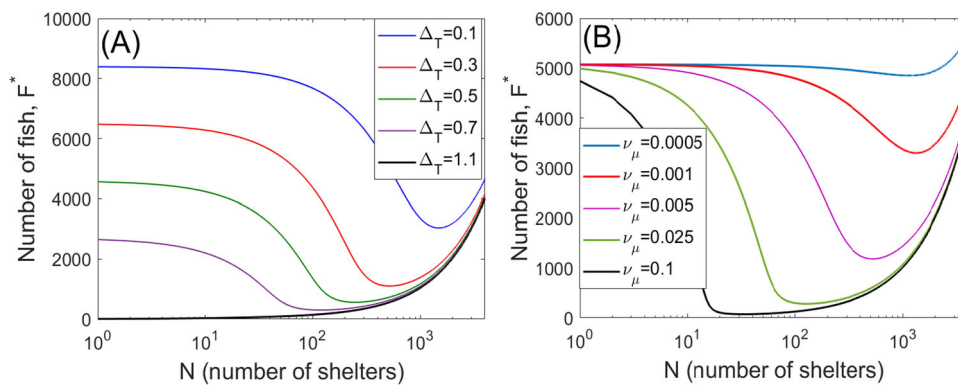 (A)
Number of fish, F*
10000
8000
6000
4000
2000
0
Δ_T=0.1
Δ_T=0.3
Δ_T=0.5
Δ_T=0.7
Δ_T=1.1
10^0
10^1
10^2
10^3
N (number of shelters)
(B)
Number of fish, F*
6000
5000
4000
3000
2000
1000
0
ν_μ=0.0005
ν_μ=0.001
ν_μ=0.005
ν_μ=0.025
ν_μ=0.1
10^0
10^1
10^2
10^3
N (number of shelters)